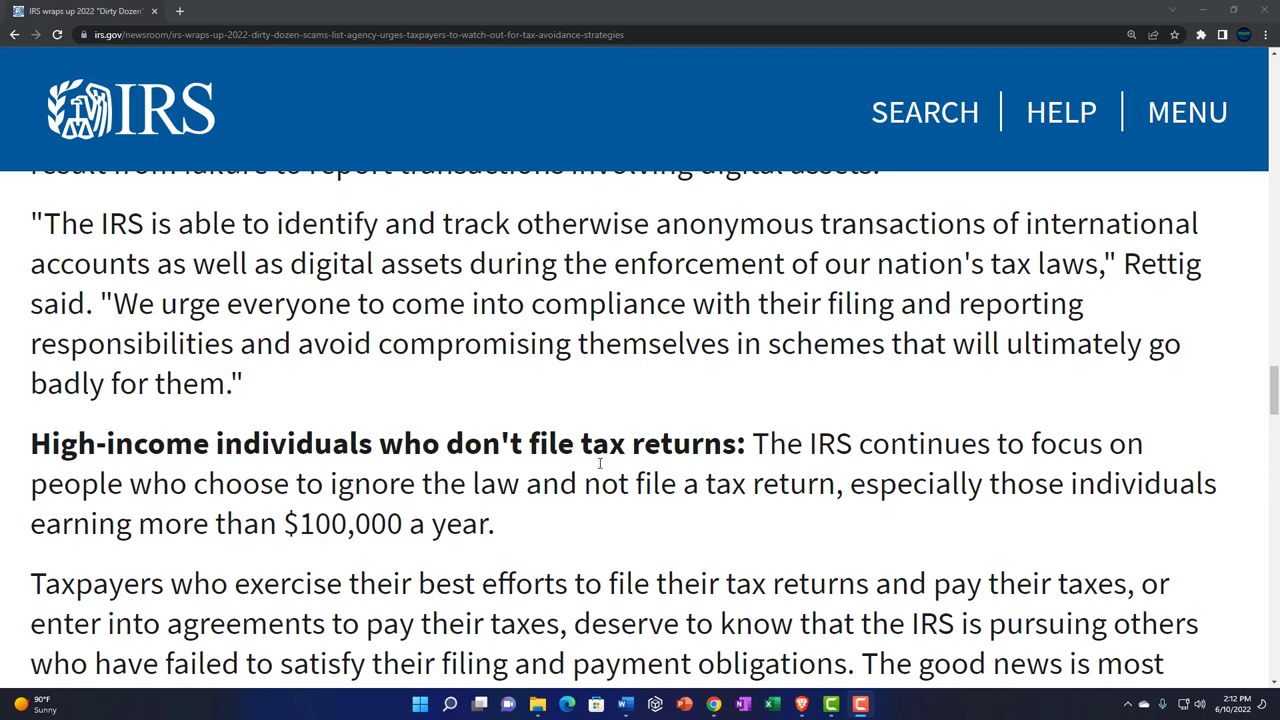 IRS wraps up 2022 "Dirty Dozen"
irs.gov/newsroom/irs-wraps-up-2022-dirty-dozen-scams-list-agency-urges-taxpayers-to-watch-out-for-tax-avoidance-strategies
IRS
SEARCH
HELP
MENU
result from failure to report transactions involving digital assets.
"The IRS is able to identify and track otherwise anonymous transactions of international
accounts as well as digital assets during the enforcement of our nation's tax laws," Rettig
said. "We urge everyone to come into compliance with their filing and reporting
responsibilities and avoid compromising themselves in schemes that will ultimately go
badly for them."
High-income individuals who don't file tax returns: The IRS continues to focus on
people who choose to ignore the law and not file a tax return, especially those individuals
earning more than $100,000 a year.
Taxpayers who exercise their best efforts to file their tax returns and pay their taxes, or
enter into agreements to pay their taxes, deserve to know that the IRS is pursuing others
who have failed to satisfy their filing and payment obligations. The good news is most
90°F
Sunny
2:12 PM
6/10/2022